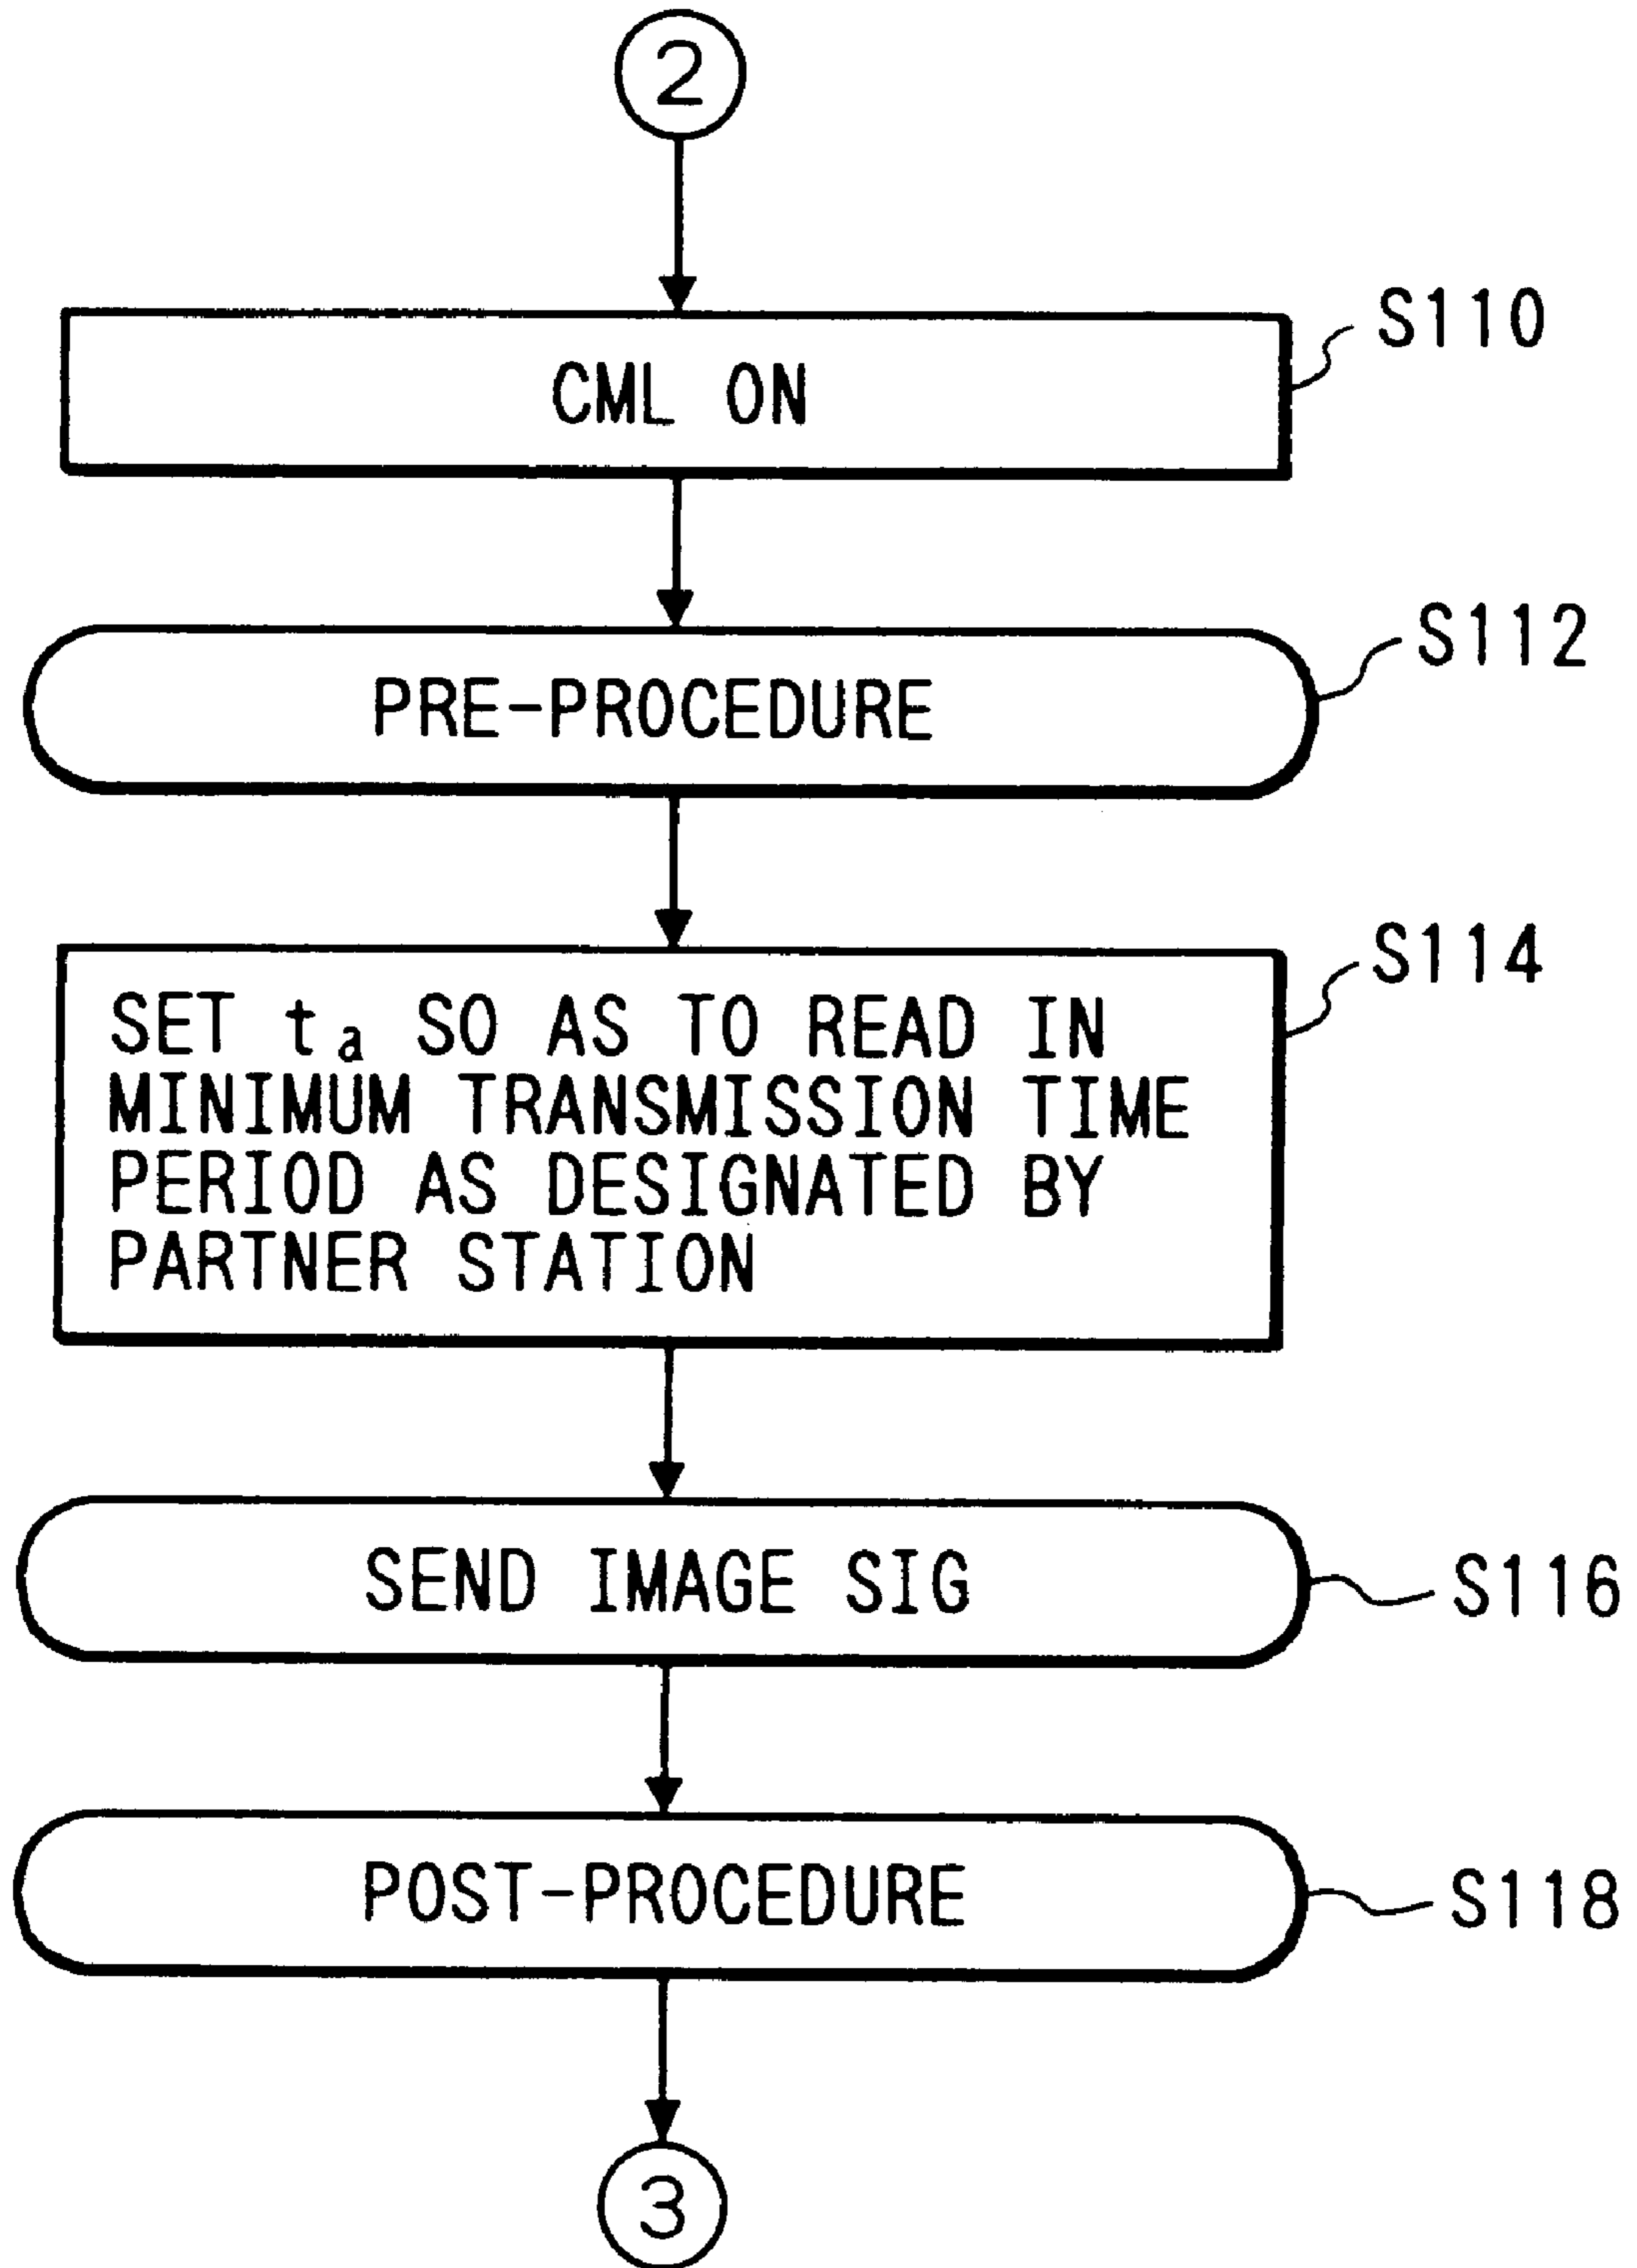 2
S110
CML ON
S112
PRE-PROCEDURE
S114
SET ta SO AS TO READ IN
MINIMUM TRANSMISSION TIME
PERIOD AS DESIGNATED BY
PARTNER STATION
SEND IMAGE SIG
S116
POST-PROCEDURE
S118
3